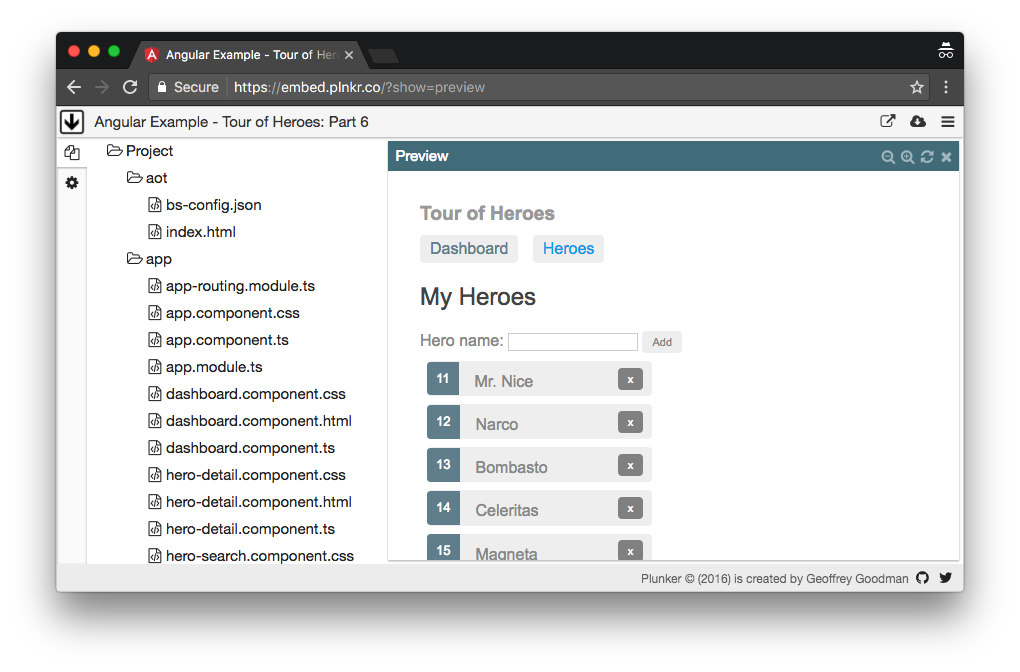 Angular Example - Tour of Her
Secure https://embed.plnkr.co/?show=preview
Angular Example - Tour of Heroes: Part 6
Project
aot
bs-config.json
index.html
app
app-routing.module.ts
app.component.css
app.component.ts
app.module.ts
dashboard.component.css
dashboard.component.html
dashboard.component.ts
hero-detail.component.css
hero-detail.component.html
hero-detail.component.ts
hero-search.component.css
Preview
Tour of Heroes
Dashboard Heroes
My Heroes
Hero name: Add
11 Mr. Nice x
12 Narco x
13 Bombasto x
14 Celeritas x
15 Magneta x
Plunker © (2016) is created by Geoffrey Goodman